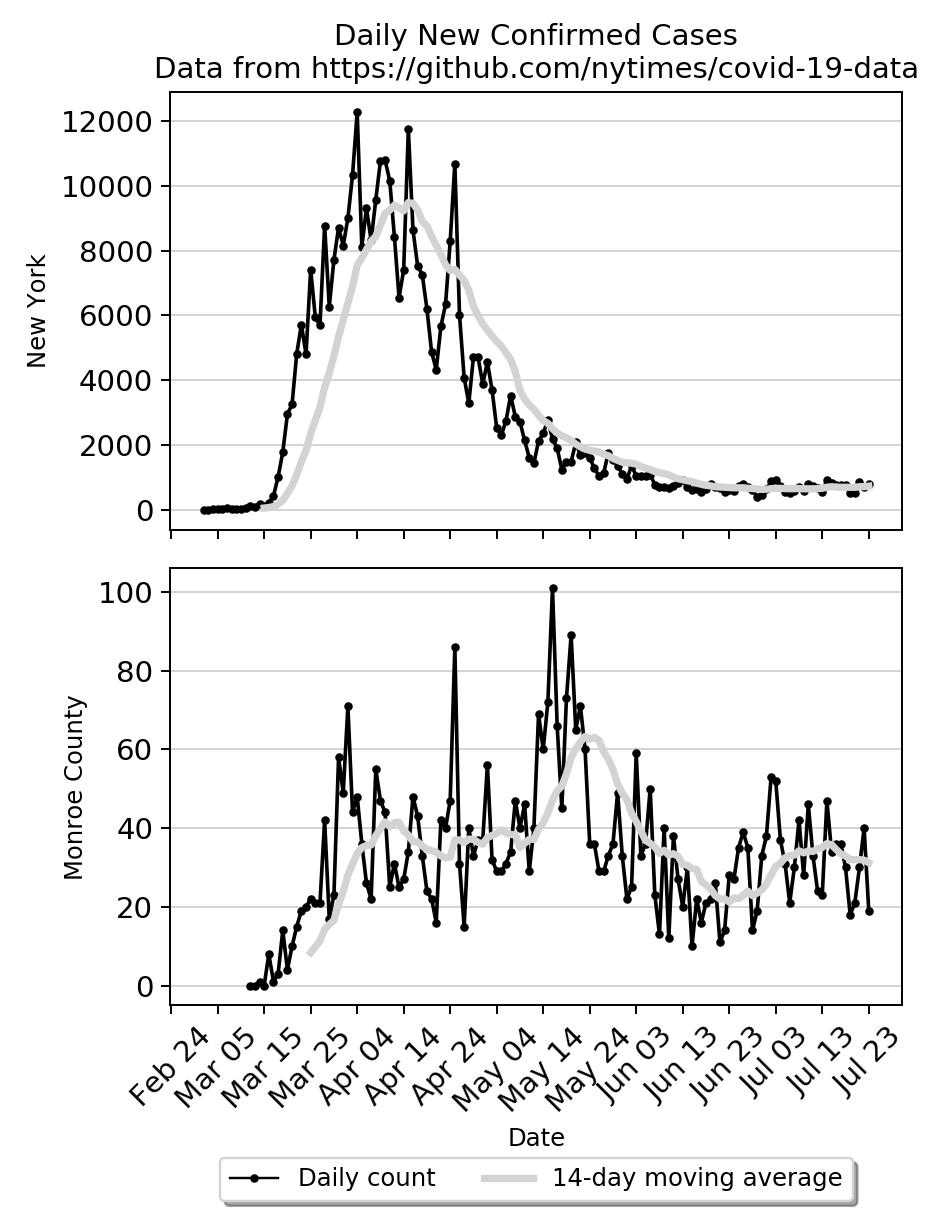 Daily New Confirmed Cases
Data from https://github.com/nytimes/covid-19-data
New York
12000
10000
8000
6000
4000
2000
0
Monroe County
100
80
60
40
20
0
Feb 24
Mar 05
Mar 15
Mar 25
Apr 04
Apr 14
Apr 24
May 04
May 14
May 24
Jun 03
Jun 13
Jun 23
Jul 03
Jul 13
Jul 23
Date
Daily count
14-day moving average